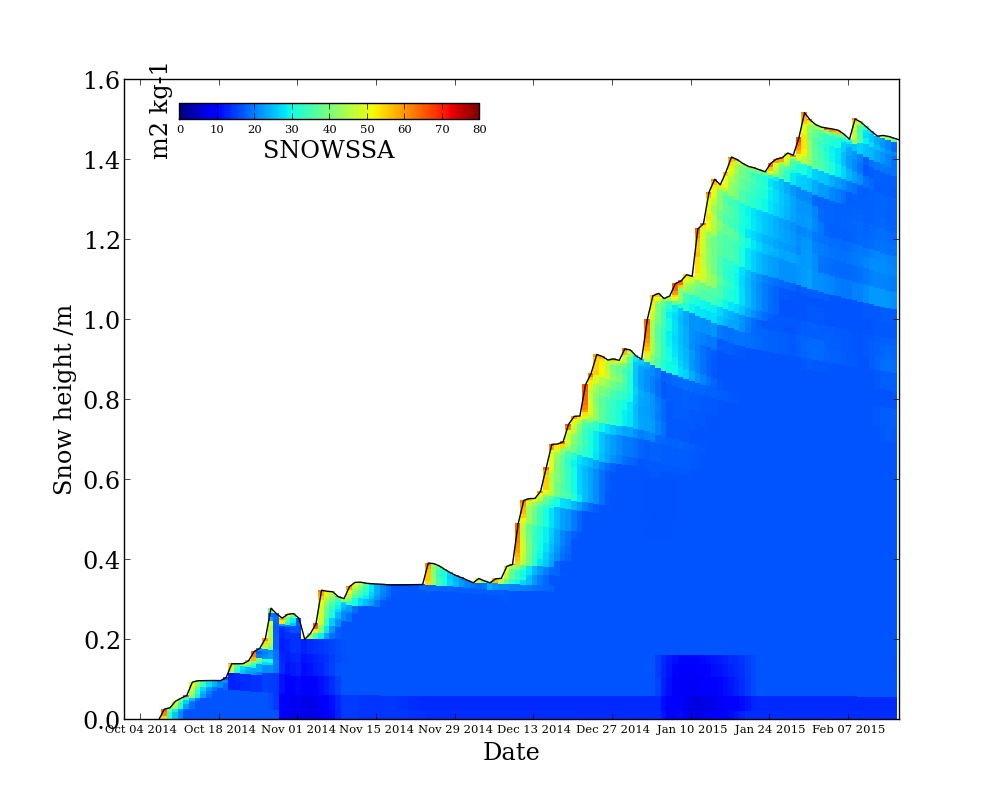 m2 kg-1
0 10 20 30 40 50 60 70 80
SNOWSSA
Snow height /m
1.6
1.4
1.2
1.0
0.8
0.6
0.4
0.2
0.0
Oct 04 2014 Oct 18 2014 Nov 01 2014 Nov 15 2014 Nov 29 2014 Dec 13 2014 Dec 27 2014 Jan 10 2015 Jan 24 2015 Feb 07 2015
Date